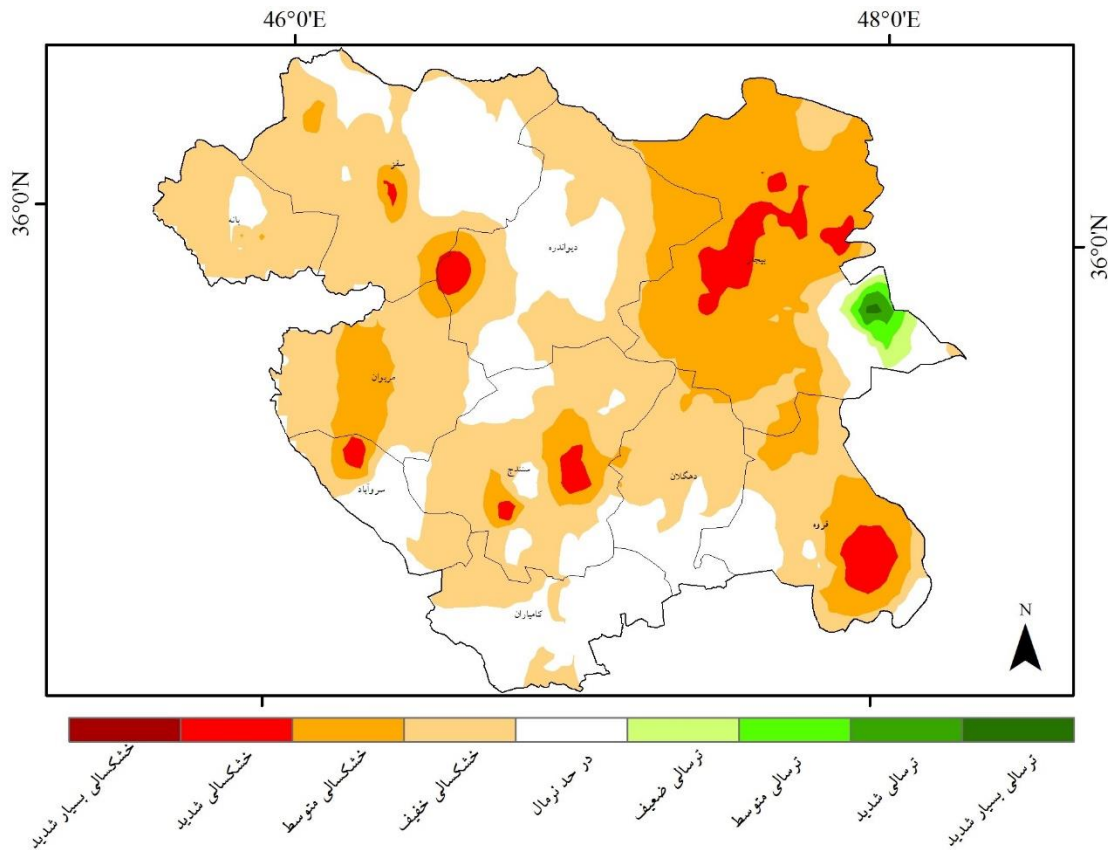 46°0'E 48°0'E
36°0'N 36°0'N
سقز
بانه
دیواندره
بیجار
مریوان
سنندج
دهگلان
سروآباد
قروه
کامیاران
N
خشکسالی بسیار شدید
خشکسالی شدید
خشکسالی متوسط
خشکسالی خفیف
در حد نرمال
ترسالی ضعیف
ترسالی متوسط
ترسالی شدید
ترسالی بسیار شدید